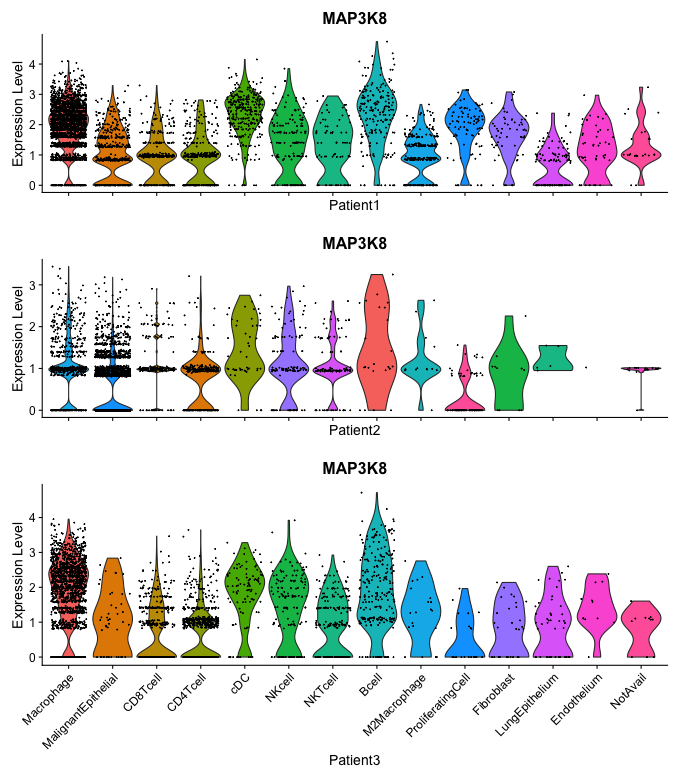 MAP3K8
Expression Level
4
3
2
1
0
Patient1
MAP3K8
Expression Level
3
2
1
0
Patient2
MAP3K8
Expression Level
4
3
2
1
0
Macrophage
MalignantEpithelial
CD8Tcell
CD4Tcell
cDC
NKcell
NKTcell
Bcell
M2Macrophage
ProliferatingCell
Fibroblast
LungEpithelium
Endothelium
NotAvail
Patient3